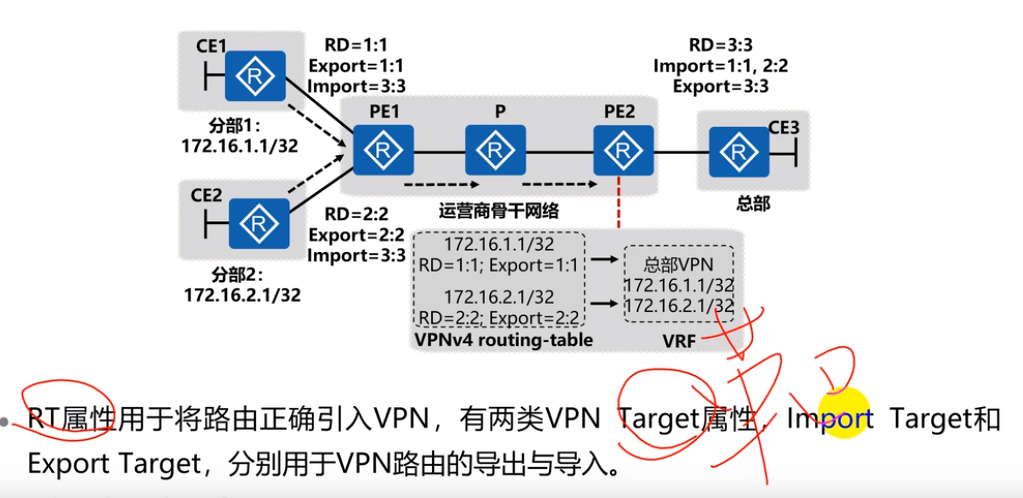 CE1
RD=1:1
Export=1:1
Import=3:3
RD=3:3
Import=1:1, 2:2
Export=3:3
R
分部1：
172.16.1.1/32
PE1
P
PE2
CE3
R
R
R
R
总部
CE2
R
运营商骨干网络
RD=2:2
Export=2:2
Import=3:3
分部2：
172.16.2.1/32
172.16.1.1/32
RD=1:1; Export=1:1
172.16.2.1/32
RD=2:2; Export=2:2
VPNv4 routing-table
总部VPN
172.16.1.1/32
172.16.2.1/32
VRF
RT属性用于将路由正确引入VPN，有两类VPN Target属性，Import Target和
Export Target，分别用于VPN路由的导出与导入。